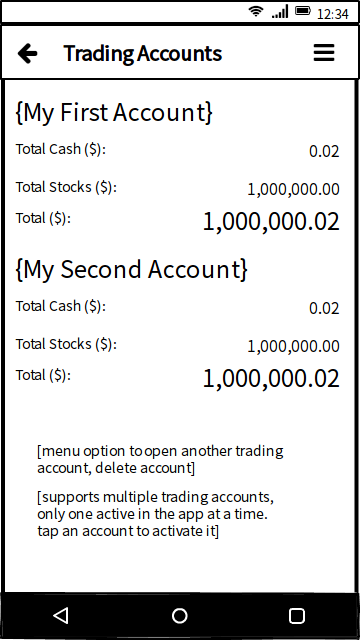 12:34
Trading Accounts
{My First Account}
Total Cash ($): 0.02
Total Stocks ($): 1,000,000.00
Total ($): 1,000,000.02
{My Second Account}
Total Cash ($): 0.02
Total Stocks ($): 1,000,000.00
Total ($): 1,000,000.02
[menu option to open another trading
account, delete account]
[supports multiple trading accounts,
only one active in the app at a time.
tap an account to activate it]